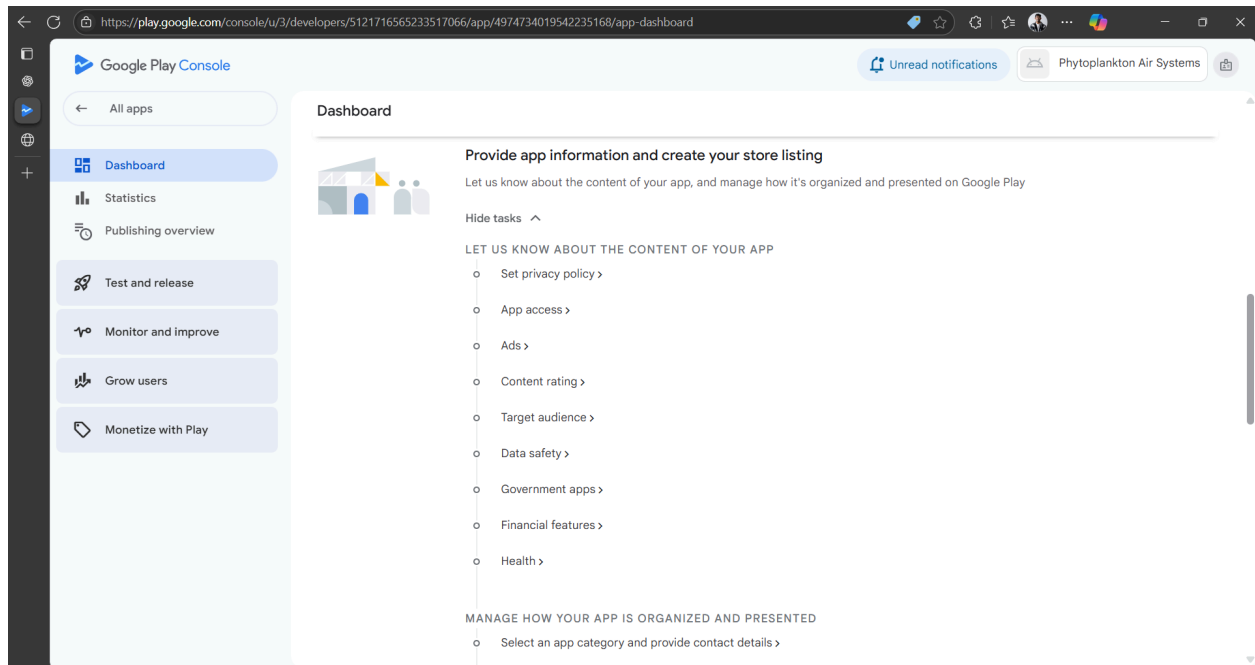 https://play.google.com/console/u/3/developers/5121716565233517066/app/4974734019542235168/app-dashboard
Google Play Console
Unread notifications
Phytoplankton Air Systems
All apps
Dashboard
Dashboard
Statistics
Publishing overview
Test and release
Monitor and improve
Grow users
Monetize with Play
Provide app information and create your store listing
Let us know about the content of your app, and manage how it's organized and presented on Google Play
Hide tasks
LET US KNOW ABOUT THE CONTENT OF YOUR APP
Set privacy policy
App access
Ads
Content rating
Target audience
Data safety
Government apps
Financial features
Health
MANAGE HOW YOUR APP IS ORGANIZED AND PRESENTED
Select an app category and provide contact details